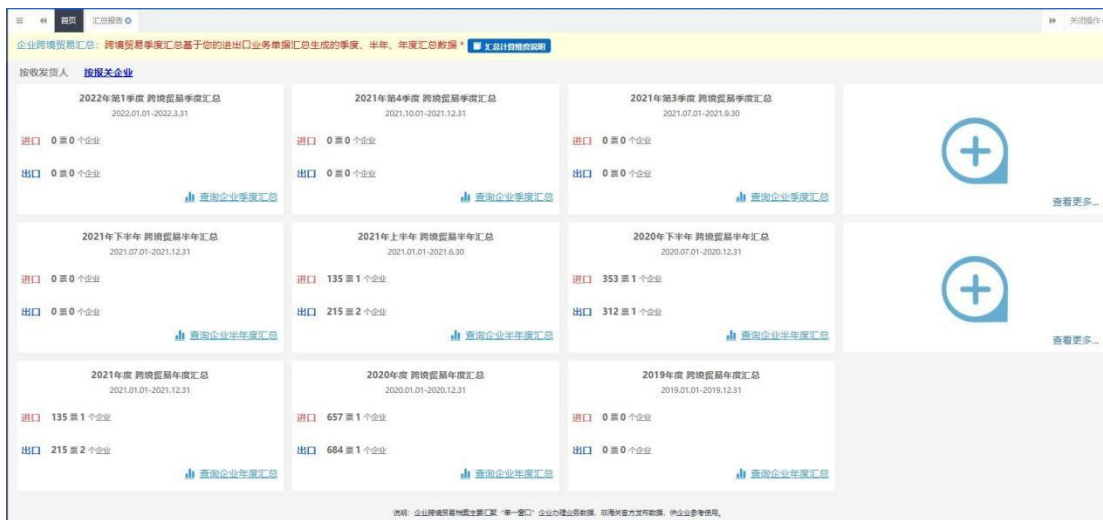 首页 汇总报告 关闭操作
企业跨境贸易汇总：跨境贸易季度汇总基于您的进出口业务单据汇总生成的季度、半年、年度汇总数据 * 汇总计算维度说明
按收发货人 按报关企业
2022年第1季度 跨境贸易季度汇总
2022.01.01-2022.3.31
进口 0 票 0 个企业
出口 0 票 0 个企业
查询企业季度汇总
2021年第4季度 跨境贸易季度汇总
2021.10.01-2021.12.31
进口 0 票 0 个企业
出口 0 票 0 个企业
查询企业季度汇总
2021年第3季度 跨境贸易季度汇总
2021.07.01-2021.9.30
进口 0 票 0 个企业
出口 0 票 0 个企业
查询企业季度汇总
查看更多...
2021年下半年 跨境贸易半年汇总
2021.07.01-2021.12.31
进口 0 票 0 个企业
出口 0 票 0 个企业
查询企业半年度汇总
2021年上半年 跨境贸易半年汇总
2021.01.01-2021.6.30
进口 135 票 1 个企业
出口 215 票 2 个企业
查询企业半年度汇总
2020年下半年 跨境贸易半年汇总
2020.07.01-2020.12.31
进口 353 票 1 个企业
出口 312 票 1 个企业
查询企业半年度汇总
查看更多...
2021年度 跨境贸易年度汇总
2021.01.01-2021.12.31
进口 135 票 1 个企业
出口 215 票 2 个企业
查询企业年度汇总
2020年度 跨境贸易年度汇总
2020.01.01-2020.12.31
进口 657 票 1 个企业
出口 684 票 1 个企业
查询企业年度汇总
2019年度 跨境贸易年度汇总
2019.01.01-2019.12.31
进口 0 票 0 个企业
出口 0 票 0 个企业
查询企业年度汇总
说明：企业跨境贸易档案主要汇聚“单一窗口”企业办理业务数据，非海关官方发布数据，供企业参考使用。